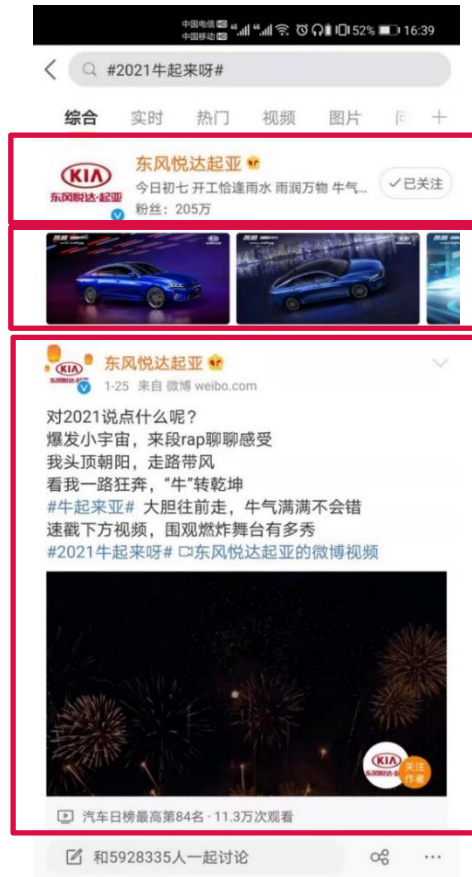 中国电信 HD 4G 4G 52% 16:39
中国移动 HD
#2021牛起来呀#
综合 实时 热门 视频 图片
东风悦达起亚
今日初七 开工恰逢雨水 雨润万物 牛气...
粉丝：205万
✓已关注
KIA
东风悦达·起亚
东风悦达起亚
1-25 来自 微博 weibo.com
对2021说点什么呢？
爆发小宇宙，来段rap聊聊感受
我头顶朝阳，走路带风
看我一路狂奔，“牛”转乾坤
#牛起来亚# 大胆往前走，牛气满满不会错
速戳下方视频，围观燃炸舞台有多秀
#2021牛起来呀# 东风悦达起亚的微博视频
KIA
关注
作者
汽车日榜最高第84名 · 11.3万次观看
和5928335人一起讨论